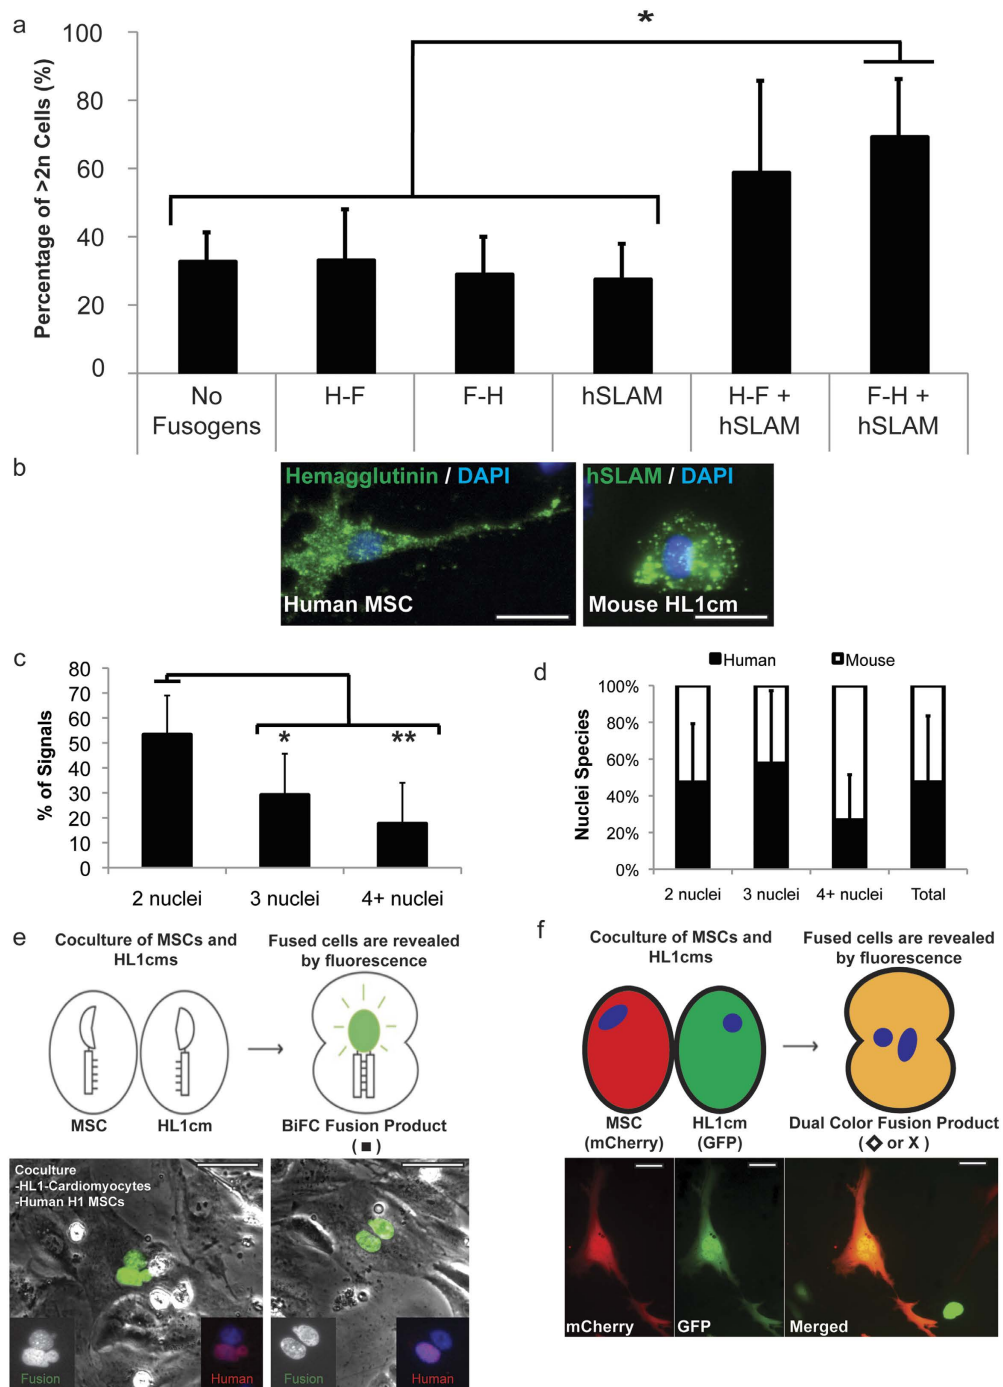 a
*
Percentage of >2n Cells (%)
100
80
60
40
20
0
No Fusogens
H-F
F-H
hSLAM
H-F + hSLAM
F-H + hSLAM
b
Hemagglutinin / DAPI
Human MSC
hSLAM / DAPI
Mouse HL1cm
c
% of Signals
80
70
60
50
40
30
20
10
0
*
**
2 nuclei
3 nuclei
4+ nuclei
d
Human
Mouse
Nuclei Species
100%
80%
60%
40%
20%
0%
2 nuclei
3 nuclei
4+ nuclei
Total
e
Coculture of MSCs and
HL1cms
Fused cells are revealed
by fluorescence
MSC
HL1cm
BiFC Fusion Product
( ■ )
Coculture
-HL1-Cardiomyocytes
-Human H1 MSCs
Fusion
Human
Fusion
Human
f
Coculture of MSCs and
HL1cms
Fused cells are revealed
by fluorescence
MSC
(mCherry)
HL1cm
(GFP)
Dual Color Fusion Product
( ◇ or X )
mCherry
GFP
Merged